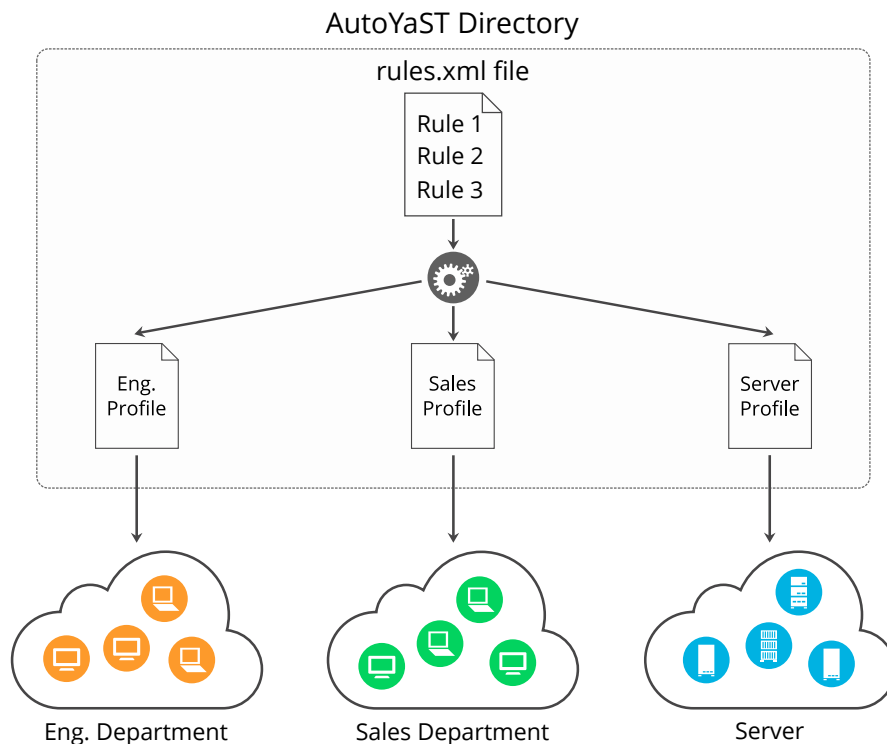 AutoYaST Directory
rules.xml file
Rule 1
Rule 2
Rule 3
Eng.
Profile
Sales
Profile
Server
Profile
Eng. Department
Sales Department
Server